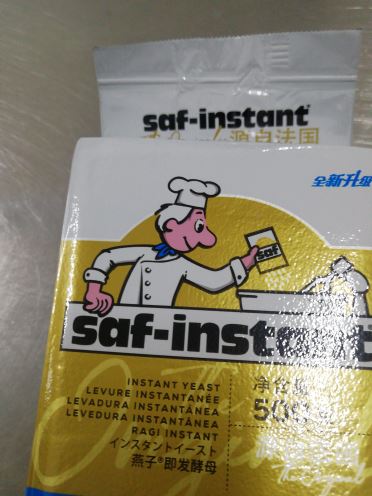 saf-instant
源自法国
全新升级
saf
saf-instant
INSTANT YEAST
LEVURE INSTANTANÉE
LEVADURA INSTANTÁNEA
LEVEDURA INSTANTÂNEA
RAGI INSTANT
インスタントイースト
燕子®即发酵母
净含量
500